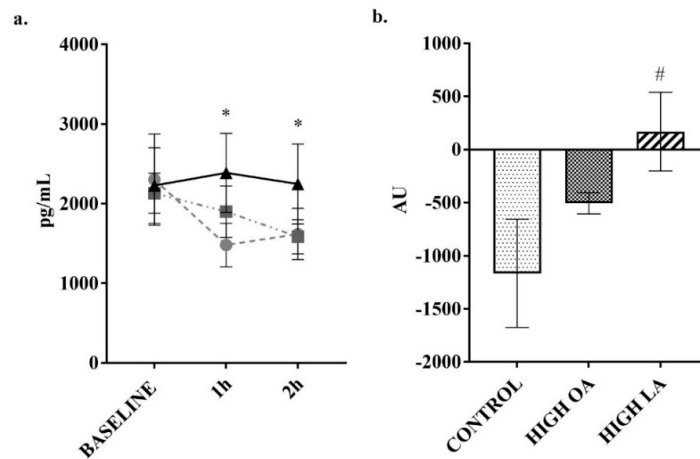 a.
4000
3000
2000
1000
0
pg/mL
* *
BASELINE
1h
2h
b.
1000
500
0
-500
-1000
-1500
-2000
AU
#
CONTROL
HIGH OA
HIGH LA